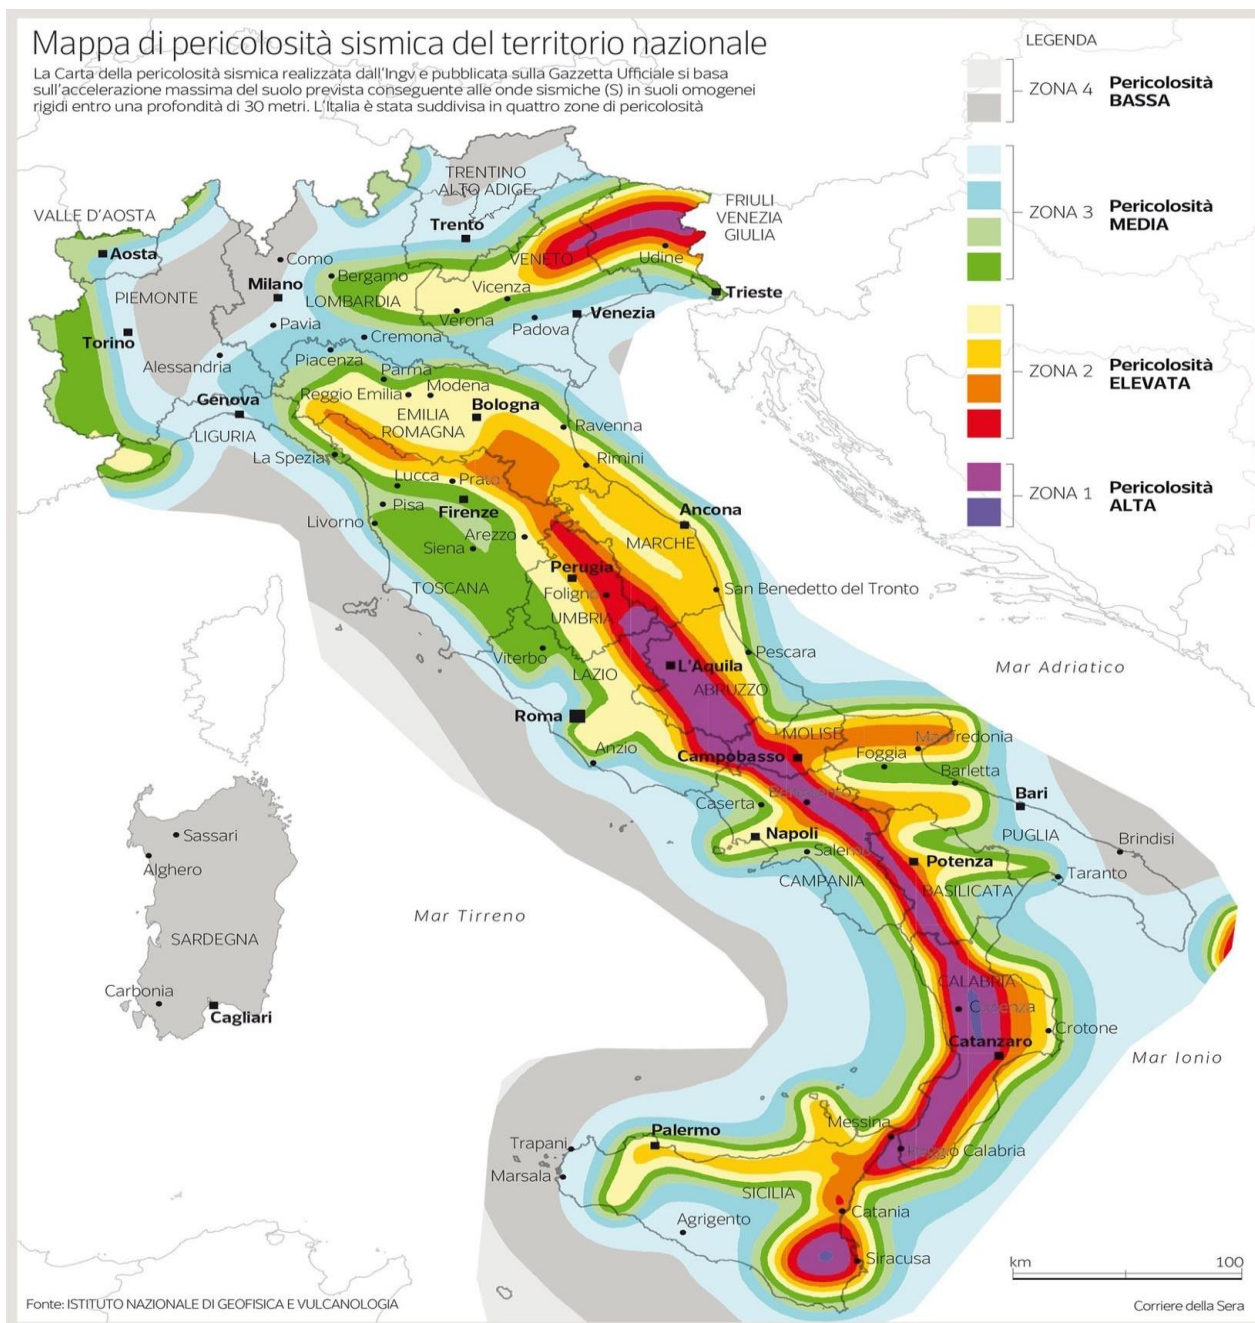 Mappa di pericolosità sismica del territorio nazionale
La Carta della pericolosità sismica realizzata dall'Ingv e pubblicata sulla Gazzetta Ufficiale si basa
sull'accelerazione massima del suolo prevista conseguente alle onde sismiche (S) in suoli omogenei
rigidi entro una profondità di 30 metri. L'Italia è stata suddivisa in quattro zone di pericolosità
LEGENDA
ZONA 4
Pericolosità
BASSA
ZONA 3
Pericolosità
MEDIA
ZONA 2
Pericolosità
ELEVATA
ZONA 1
Pericolosità
ALTA
TRENTINO
ALTO ADIGE
FRIULI
VENEZIA
GIULIA
VALLE D'AOSTA
Trento
Aosta
Como
VENETO
Udine
Bergamo
Milano
PIEMONTE
LOMBARDIA
Vicenza
Trieste
Verona
Padova
Venezia
Pavia
Torino
Cremona
Alessandria
Piacenza
Parma
Reggio Emilia
Modena
Genova
Bologna
EMILIA
ROMAGNA
LIGURIA
Ravenna
La Spezia
Rimini
Lucca
Prato
Pisa
Firenze
Ancona
Livorno
Arezzo
MARCHE
Siena
Perugia
TOSCANA
Foligno
San Benedetto del Tronto
UMBRIA
Viterbo
Pescara
L'Aquila
LAZIO
ABRUZZO
Mar Adriatico
Roma
MOLISE
Manfredonia
Anzio
Campobasso
Foggia
Barletta
Bari
Benevento
Caserta
Napoli
PUGLIA
Brindisi
Sassari
Salerno
Potenza
Alghero
CAMPANIA
BASILICATA
Taranto
Mar Tirreno
SARDEGNA
CALABRIA
Carbonia
Cosenza
Cagliari
Crotone
Catanzaro
Mar Ionio
Messina
Palermo
Trapani
Reggio Calabria
Marsala
SICILIA
Catania
Agrigento
Siracusa
km
100
Fonte: ISTITUTO NAZIONALE DI GEOFISICA E VULCANOLOGIA
Corriere della Sera